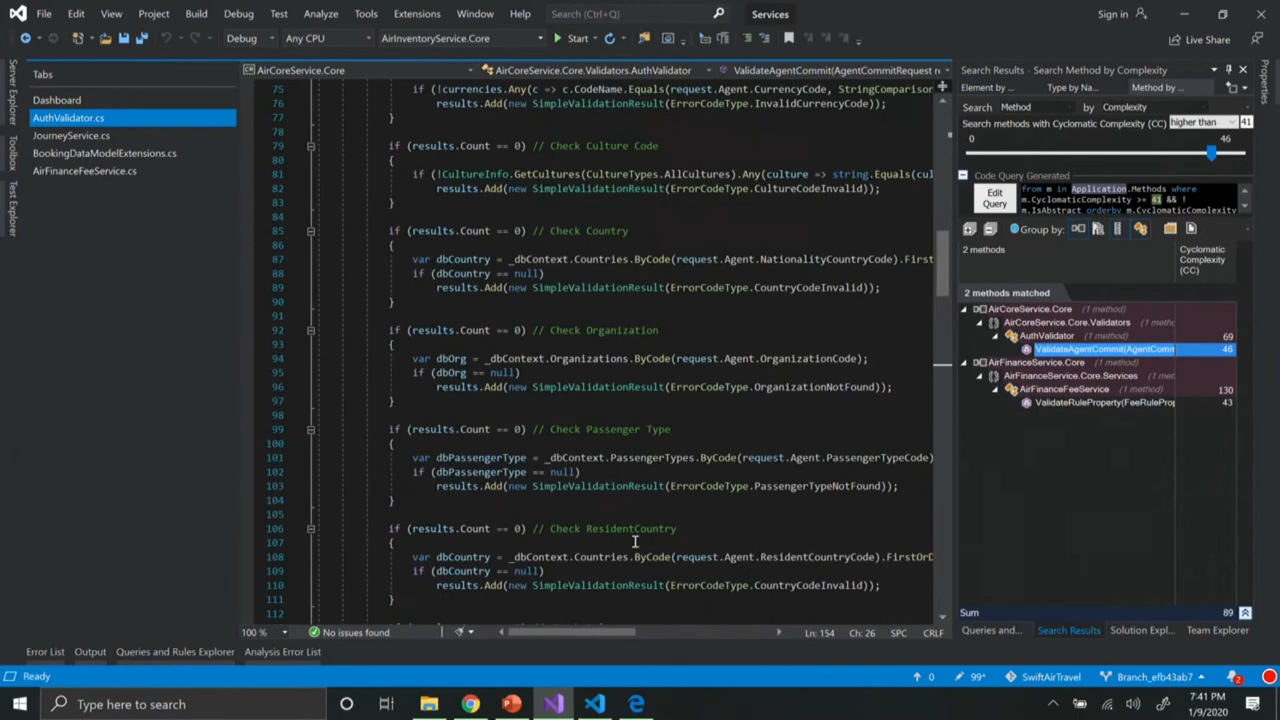 File Edit View Project Build Debug Test Analyze Tools Extensions Window Help Search (Ctrl+Q) Services Sign in
Debug Any CPU AirInventoryService.Core Start Live Share
Server Explorer
Toolbox
Test Explorer
Tabs
Dashboard
AuthValidator.cs
JourneyService.cs
BookingDataModelExtensions.cs
AirFinanceFeeService.cs
AirCoreService.Core AirCoreService.Core.Validators.AuthValidator ValidateAgentCommit(AgentCommitRequest r
75 if (!currencies.Any(c => c.CodeName.Equals(request.Agent.CurrencyCode, StringComparison
76 results.Add(new SimpleValidationResult(ErrorCodeType.InvalidCurrencyCode));
77 }
78
79 if (results.Count == 0) // Check Culture Code
80 {
81 if (!CultureInfo.GetCultures(CultureTypes.AllCultures).Any(culture => string.Equals(cul
82 results.Add(new SimpleValidationResult(ErrorCodeType.CultureCodeInvalid));
83 }
84
85 if (results.Count == 0) // Check Country
86 {
87 var dbCountry = _dbContext.Countries.ByCode(request.Agent.NationalityCountryCode).First
88 if (dbCountry == null)
89 results.Add(new SimpleValidationResult(ErrorCodeType.CountryCodeInvalid));
90 }
91
92 if (results.Count == 0) // Check Organization
93 {
94 var dbOrg = _dbContext.Organizations.ByCode(request.Agent.OrganizationCode);
95 if (dbOrg == null)
96 results.Add(new SimpleValidationResult(ErrorCodeType.OrganizationNotFound));
97 }
98
99 if (results.Count == 0) // Check Passenger Type
100 {
101 var dbPassengerType = _dbContext.PassengerTypes.ByCode(request.Agent.PassengerTypeCode)
102 if (dbPassengerType == null)
103 results.Add(new SimpleValidationResult(ErrorCodeType.PassengerTypeNotFound));
104 }
105
106 if (results.Count == 0) // Check ResidentCountry
107 {
108 var dbCountry = _dbContext.Countries.ByCode(request.Agent.ResidentCountryCode).FirstOrD
109 if (dbCountry == null)
110 results.Add(new SimpleValidationResult(ErrorCodeType.CountryCodeInvalid));
111 }
112
100 % No issues found Ln: 154 Ch: 26 SPC CRLF
Search Results : Search Method by Complexity
Element by ... Type by Na... Method by ...
Search Method by Complexity
Search methods with Cyclomatic Complexity (CC) higher than 41
0 46
Code Query Generated
Edit Query
from m in Application.Methods where
m.CyclomaticComplexity >= 41 && !
m.IsAbstract orderby m.CyclomaticComplexity
Group by:
2 methods Cyclomatic Complexity (CC)
2 methods matched
AirCoreService.Core (1 method)
AirCoreService.Core.Validators (1 meth
AuthValidator (1 method) 69
ValidateAgentCommit(AgentComm 46
AirFinanceService.Core (1 method)
AirFinanceService.Core.Services (1 met
AirFinanceFeeService (1 method) 130
ValidateRuleProperty(FeeRuleProp 43
Sum 89
Queries and... Search Results Solution Expl... Team Explorer
Properties
Error List Output Queries and Rules Explorer Analysis Error List
Ready 0 99+ SwiftAirTravel Branch_efb43ab7 2
Type here to search 7:41 PM
1/9/2020